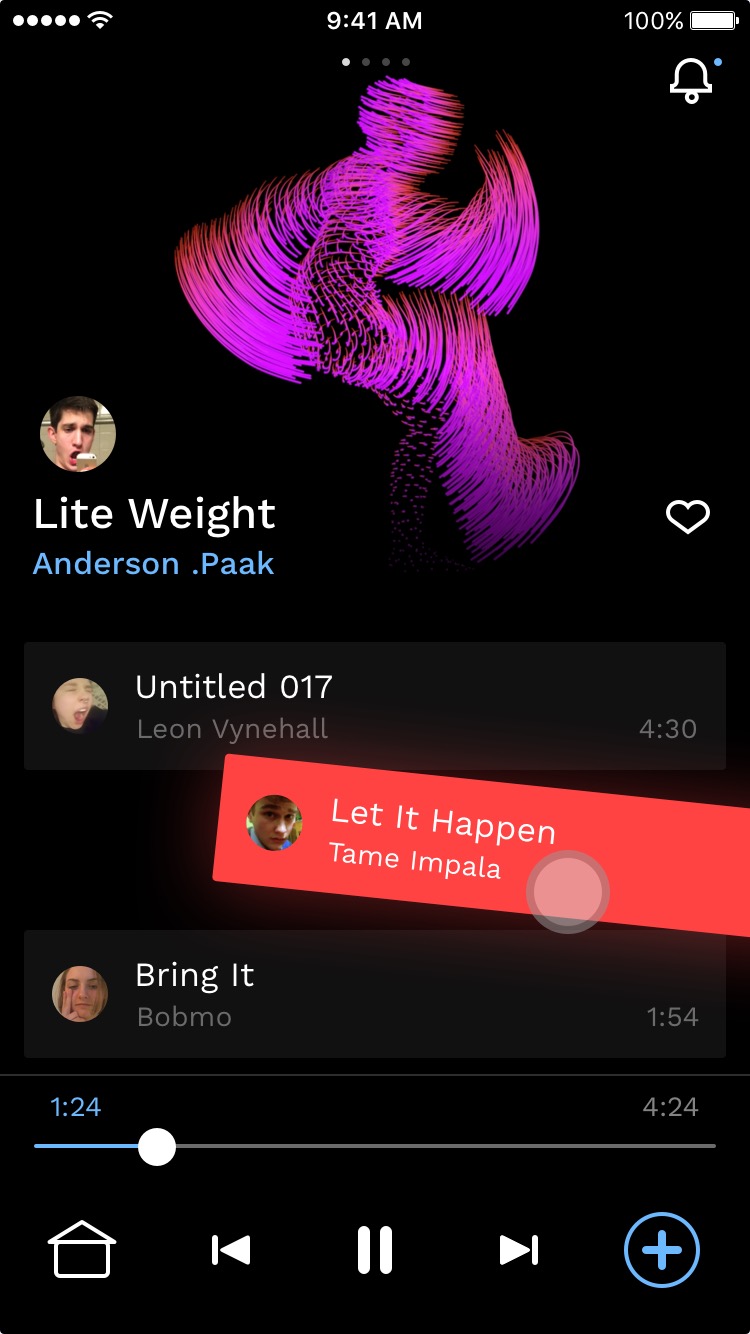 9:41 AM
100%
Lite Weight
Anderson .Paak
Untitled 017
Leon Vynehall
4:30
Let It Happen
Tame Impala
Bring It
Bobmo
1:54
1:24
4:24